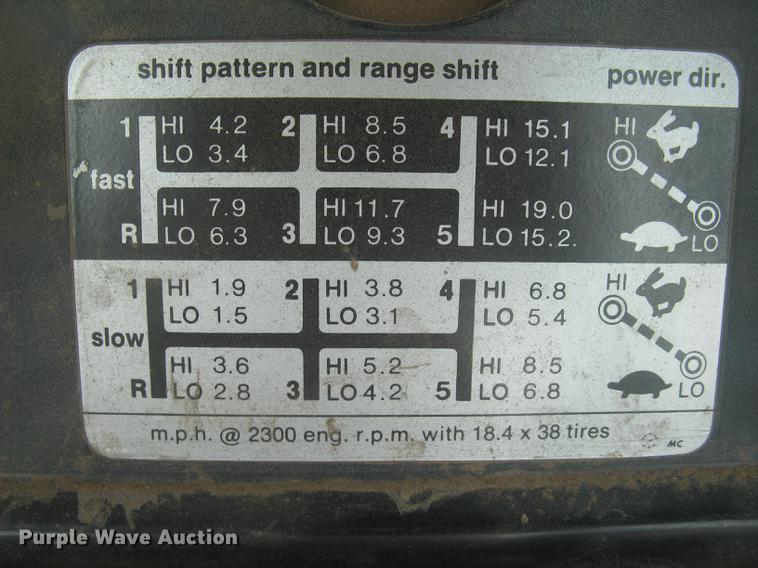 shift pattern and range shift power dir.
1 HI 4.2 2 HI 8.5 4 HI 15.1 HI
LO 3.4 LO 6.8 LO 12.1
fast
HI 7.9 HI 11.7 HI 19.0
R LO 6.3 3 LO 9.3 5 LO 15.2. LO
1 HI 1.9 2 HI 3.8 4 HI 6.8 HI
LO 1.5 LO 3.1 LO 5.4
slow
HI 3.6 HI 5.2 HI 8.5
R LO 2.8 3 LO 4.2 5 LO 6.8 LO
m.p.h. @ 2300 eng. r.p.m. with 18.4 x 38 tires MC
Purple Wave Auction